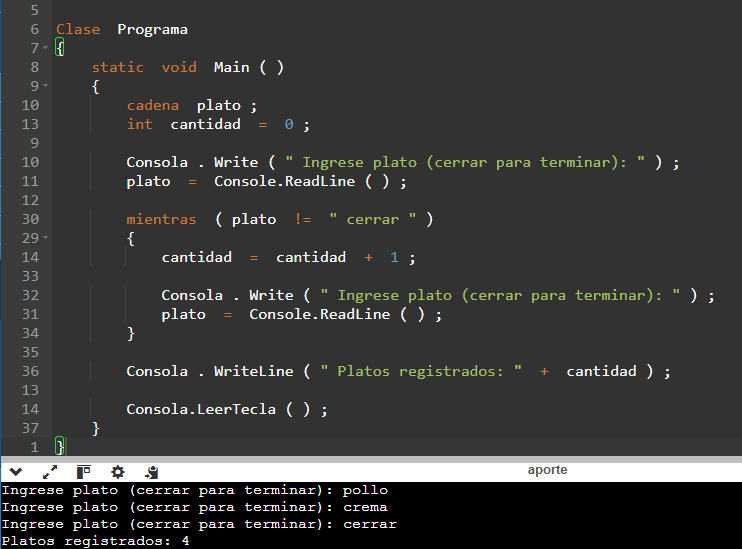 5
6 Clase Programa
7 {
8 static void Main ( )
9 {
10 cadena plato ;
13 int cantidad = 0 ;
9
10 Consola . Write ( " Ingrese plato (cerrar para terminar): " ) ;
11 plato = Console.ReadLine ( ) ;
12
30 mientras ( plato != " cerrar " )
29 {
14 cantidad = cantidad + 1 ;
33
32 Consola . Write ( " Ingrese plato (cerrar para terminar): " ) ;
31 plato = Console.ReadLine ( ) ;
34 }
35
36 Consola . WriteLine ( " Platos registrados: " + cantidad ) ;
13
14 Consola.LeerTecla ( ) ;
37 }
1 }
aporte
Ingrese plato (cerrar para terminar): pollo
Ingrese plato (cerrar para terminar): crema
Ingrese plato (cerrar para terminar): cerrar
Platos registrados: 4